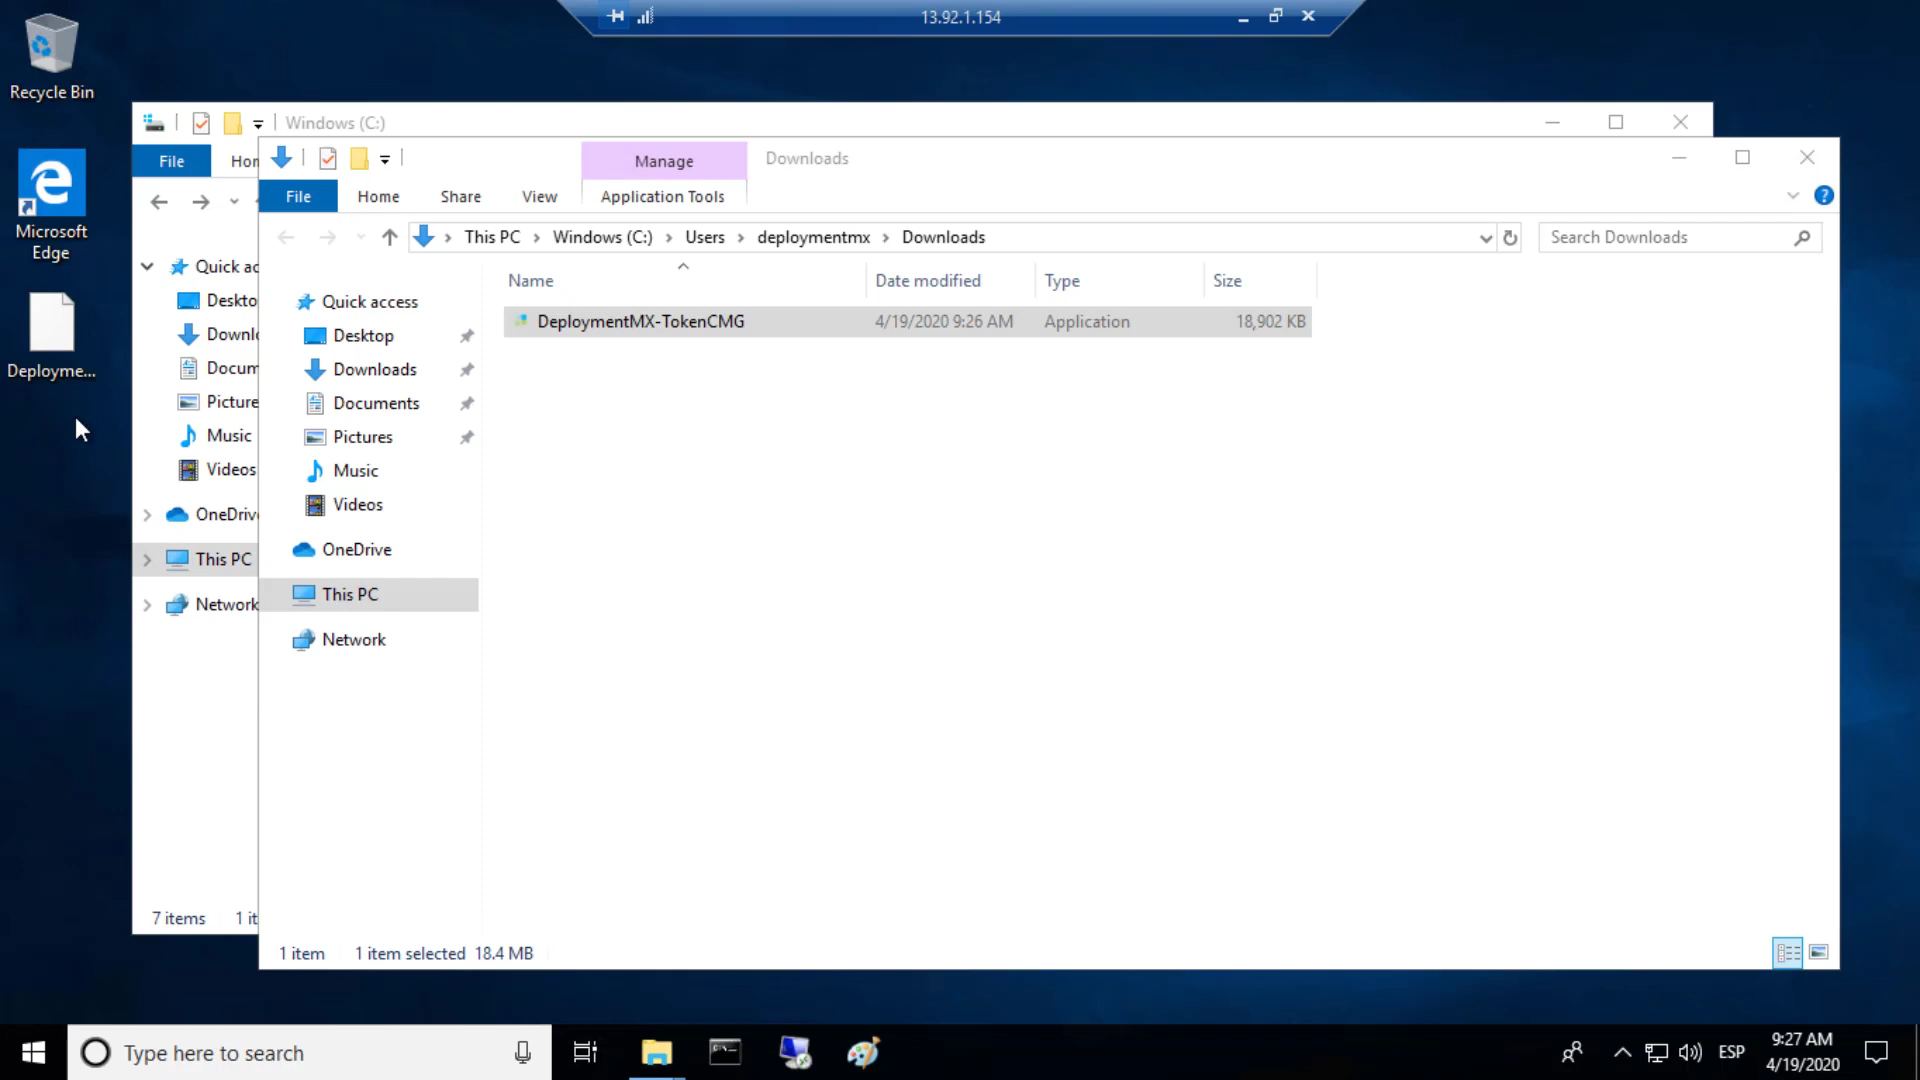 13.92.1.154
Recycle Bin
Microsoft
Edge
Deployme...
Windows (C:)
File
Hor
Quick ac
Deskto
Downlo
Docum
Picture
Music
Videos
OneDriv
This PC
Network
7 items 1 it
Manage
Downloads
File
Home
Share
View
Application Tools
This PC
Windows (C:)
Users
deploymentmx
Downloads
Search Downloads
Name
Date modified
Type
Size
DeploymentMX-TokenCMG
4/19/2020 9:26 AM
Application
18,902 KB
Quick access
Desktop
Downloads
Documents
Pictures
Music
Videos
OneDrive
This PC
Network
1 item 1 item selected 18.4 MB
Type here to search
ESP
9:27 AM
4/19/2020